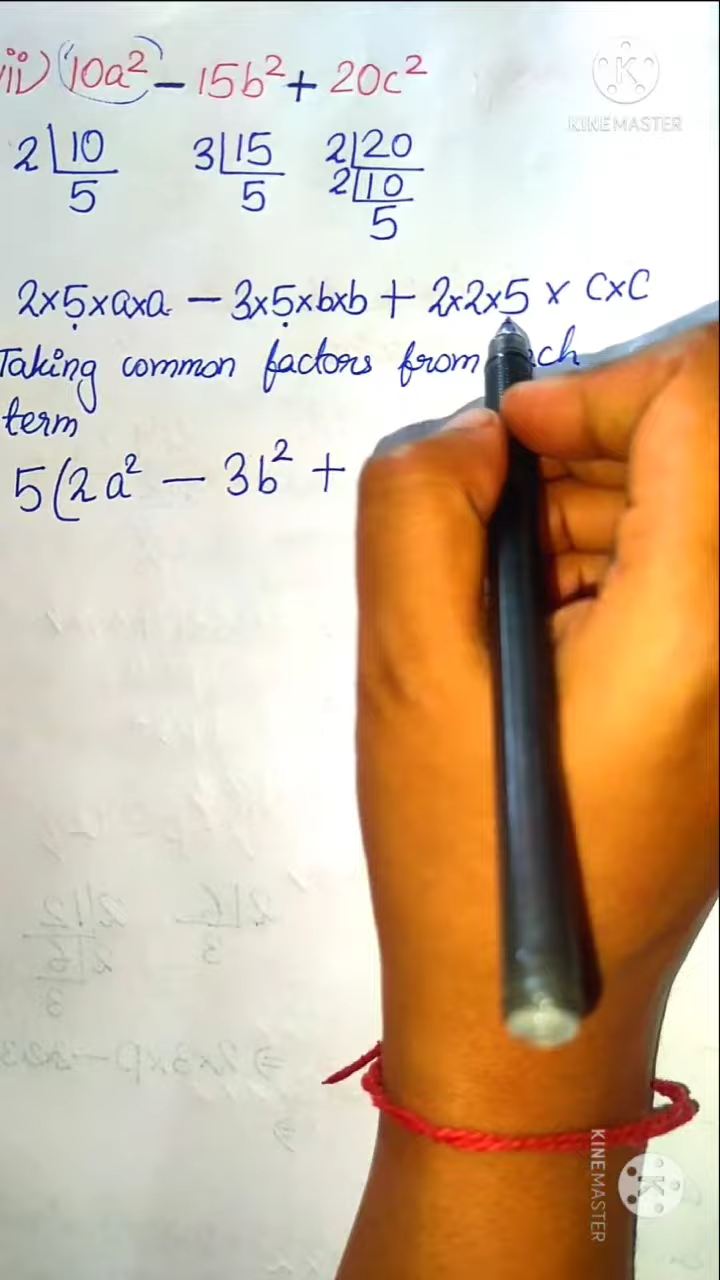 ii) (10a² - 15b² + 20c²
KINEMASTER
2 10 3 15 2 20
5 5 2 10
5
2×5×a×a - 3×5×b×b + 2×2×5 × c×c
Taking common factors from
term
5(2a² - 3b² +
KINEMASTER